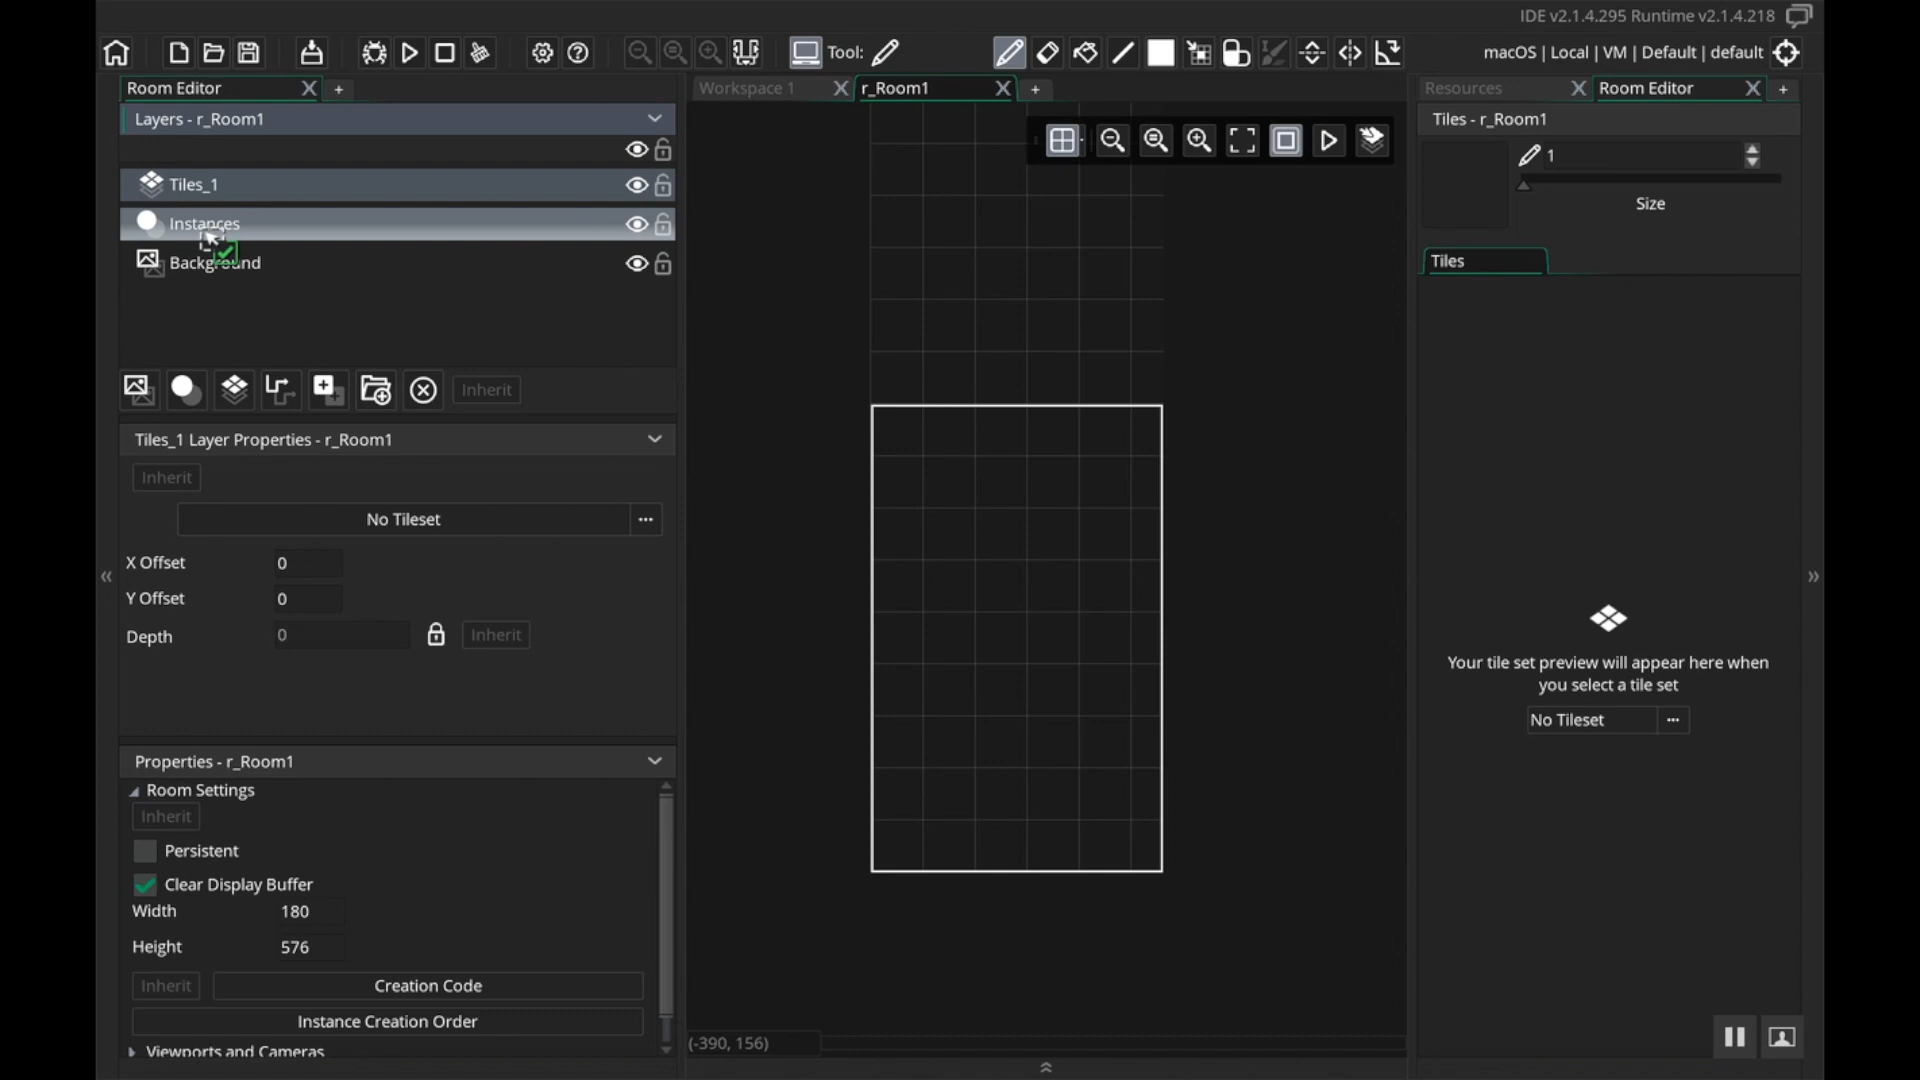 IDE v2.1.4.295 Runtime v2.1.4.218
Tool:
macOS | Local | VM | Default | default
Room Editor
Workspace 1
r_Room1
Resources
Room Editor
Layers - r_Room1
Tiles - r_Room1
1
Size
Tiles_1
Instances
Background
Tiles
Inherit
Tiles_1 Layer Properties - r_Room1
Inherit
No Tileset
X Offset 0
Y Offset 0
Depth 0
Inherit
Your tile set preview will appear here when
you select a tile set
No Tileset
Properties - r_Room1
Room Settings
Inherit
Persistent
Clear Display Buffer
Width 180
Height 576
Inherit
Creation Code
Instance Creation Order
Viewports and Cameras
(-390, 156)